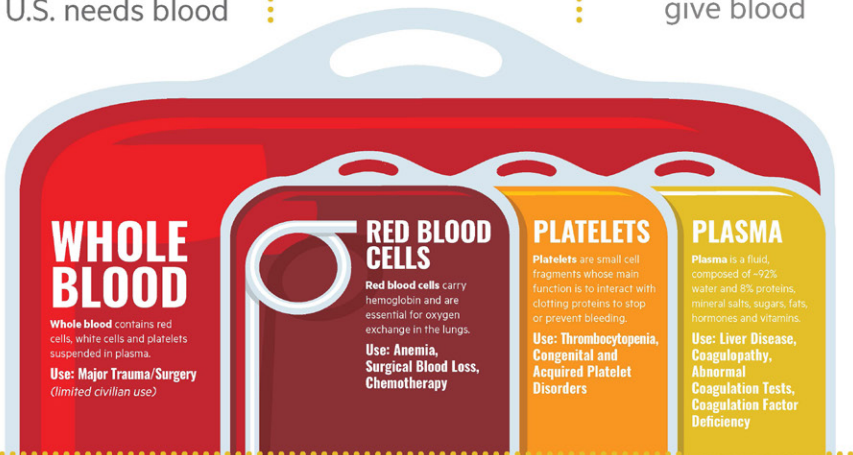 U.S. needs blood
give blood
WHOLE
BLOOD
Whole blood contains red
cells, white cells and platelets
suspended in plasma.
Use: Major Trauma/Surgery
(limited civilian use)
RED BLOOD
CELLS
Red blood cells carry
hemoglobin and are
essential for oxygen
exchange in the lungs.
Use: Anemia,
Surgical Blood Loss,
Chemotherapy
PLATELETS
Platelets are small cell
fragments whose main
function is to interact with
clotting proteins to stop
or prevent bleeding.
Use: Thrombocytopenia,
Congenital and
Acquired Platelet
Disorders
PLASMA
Plasma is a fluid,
composed of ~92%
water and 8% proteins,
mineral salts, sugars, fats,
hormones and vitamins.
Use: Liver Disease,
Coagulopathy,
Abnormal
Coagulation Tests,
Coagulation Factor
Deficiency